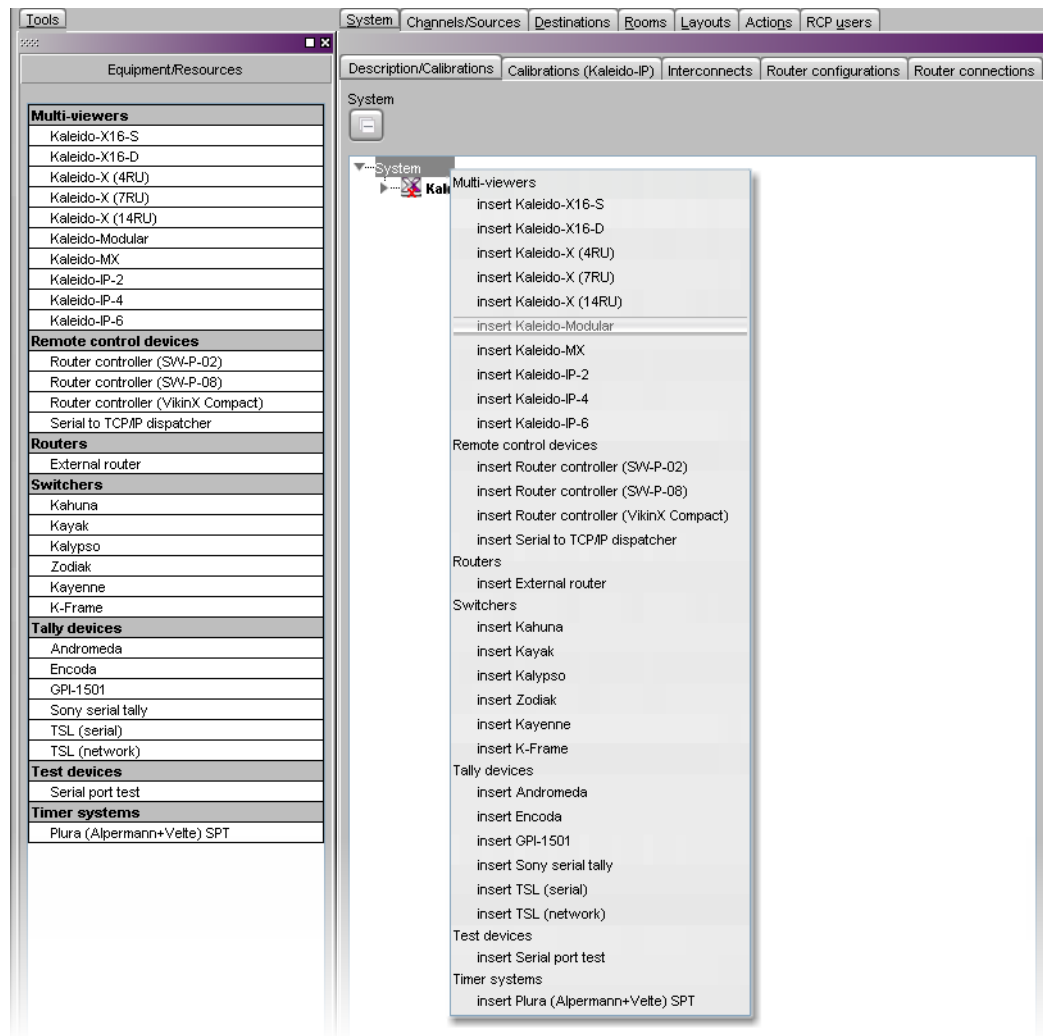 Tools
Equipment/Resources
Multi-viewers
Kaleido-X16-S
Kaleido-X16-D
Kaleido-X (4RU)
Kaleido-X (7RU)
Kaleido-X (14RU)
Kaleido-Modular
Kaleido-MX
Kaleido-IP-2
Kaleido-IP-4
Kaleido-IP-6
Remote control devices
Router controller (SW-P-02)
Router controller (SW-P-08)
Router controller (VikinX Compact)
Serial to TCP/IP dispatcher
Routers
External router
Switchers
Kahuna
Kayak
Kalypso
Zodiak
Kayenne
K-Frame
Tally devices
Andromeda
Encoda
GPI-1501
Sony serial tally
TSL (serial)
TSL (network)
Test devices
Serial port test
Timer systems
Plura (Alpermann+Velte) SPT
System Channels/Sources Destinations Rooms Layouts Actions RCP users
Description/Calibrations Calibrations (Kaleido-IP) Interconnects Router configurations Router connections
System
System
Kal
Multi-viewers
insert Kaleido-X16-S
insert Kaleido-X16-D
insert Kaleido-X (4RU)
insert Kaleido-X (7RU)
insert Kaleido-X (14RU)
insert Kaleido-Modular
insert Kaleido-MX
insert Kaleido-IP-2
insert Kaleido-IP-4
insert Kaleido-IP-6
Remote control devices
insert Router controller (SW-P-02)
insert Router controller (SW-P-08)
insert Router controller (VikinX Compact)
insert Serial to TCP/IP dispatcher
Routers
insert External router
Switchers
insert Kahuna
insert Kayak
insert Kalypso
insert Zodiak
insert Kayenne
insert K-Frame
Tally devices
insert Andromeda
insert Encoda
insert GPI-1501
insert Sony serial tally
insert TSL (serial)
insert TSL (network)
Test devices
insert Serial port test
Timer systems
insert Plura (Alpermann+Velte) SPT